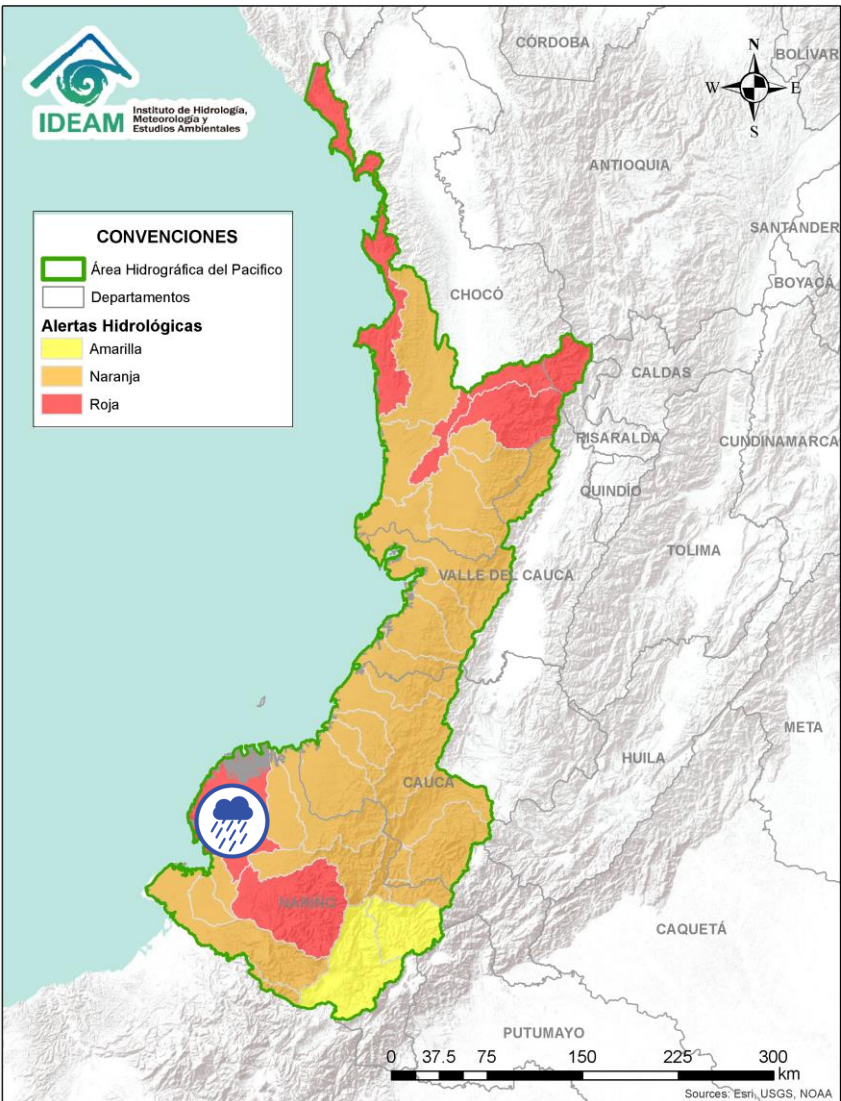 IDEAM
Instituto de Hidrología,
Meteorología y
Estudios Ambientales
N
W
E
S
CÓRDOBA
BOLIVAR
ANTIOQUIA
SANTANDER
BOYACÁ
CHOCÓ
CALDAS
RISARALDA
CUNDINAMARCA
QUINDÍO
TOLIMA
VALLE DEL CAUCA
META
HUILA
CAUCA
NARIÑO
CAQUETÁ
PUTUMAYO
CONVENCIONES
Área Hidrográfica del Pacifico
Departamentos
Alertas Hidrológicas
Amarilla
Naranja
Roja
0 37.5 75 150 225 300
km
Sources: Esri, USGS, NOAA